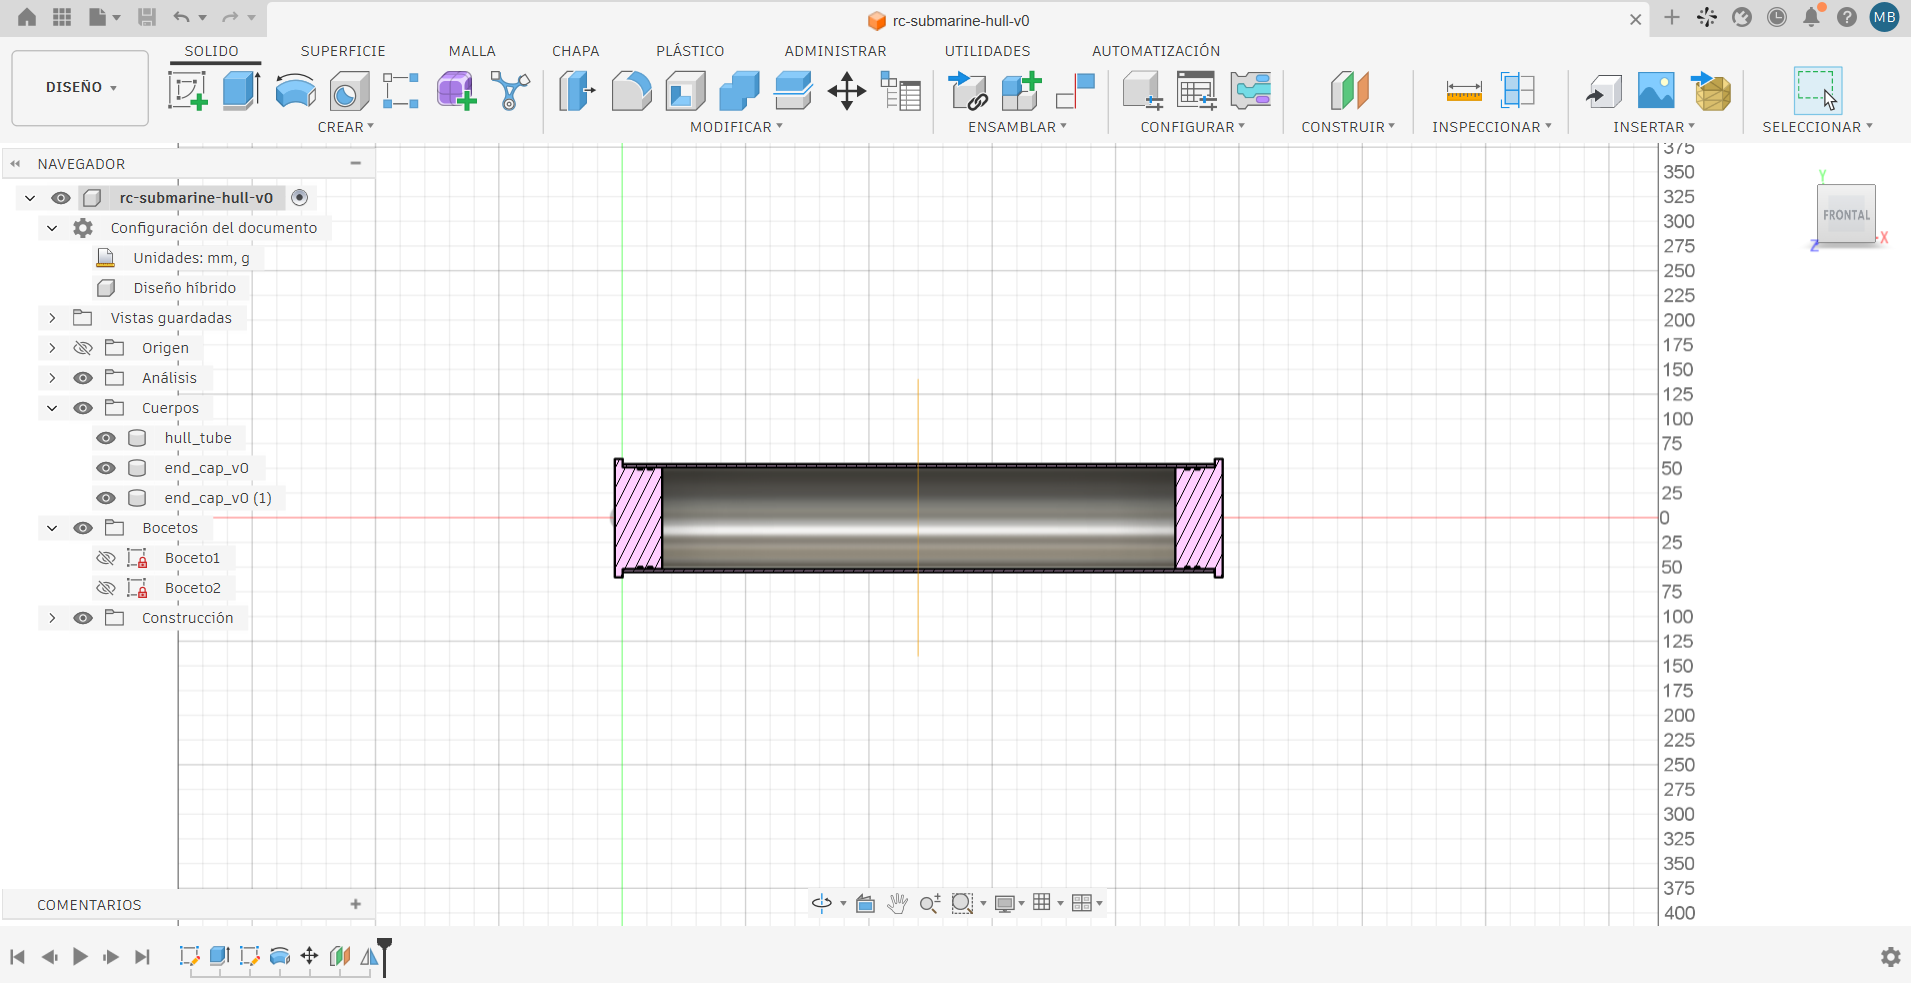 rc-submarine-hull-v0
MB
DISEÑO
SOLIDO SUPERFICIE MALLA CHAPA PLÁSTICO ADMINISTRAR UTILIDADES AUTOMATIZACIÓN
CREAR MODIFICAR ENSAMBLAR CONFIGURAR CONSTRUIR INSPECCIONAR INSERTAR SELECCIONAR
NAVEGADOR
rc-submarine-hull-v0
Configuración del documento
Unidades: mm, g
Diseño híbrido
Vistas guardadas
Origen
Análisis
Cuerpos
hull_tube
end_cap_v0
end_cap_v0 (1)
Bocetos
Boceto1
Boceto2
Construcción
375
350
325
300
275
250
225
200
175
150
125
100
75
50
25
0
25
50
75
100
125
150
175
200
225
250
275
300
325
350
375
400
Y
FRONTAL
X
Z
COMENTARIOS